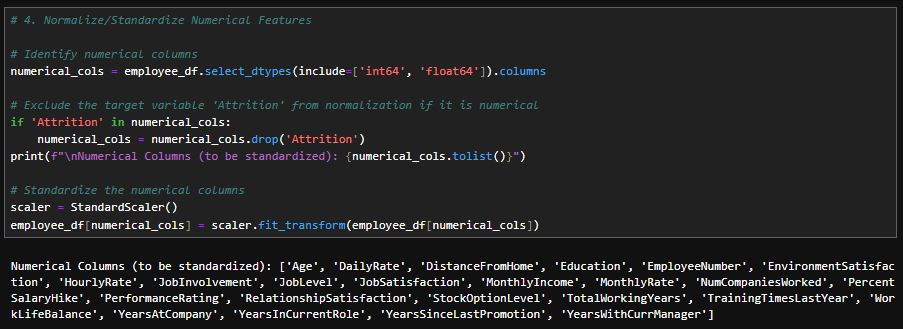 # 4. Normalize/Standardize Numerical Features
# Identify numerical columns
numerical_cols = employee_df.select_dtypes(include=['int64', 'float64']).columns
# Exclude the target variable 'Attrition' from normalization if it is numerical
if 'Attrition' in numerical_cols:
    numerical_cols = numerical_cols.drop('Attrition')
print(f"\nNumerical Columns (to be standardized): {numerical_cols.tolist()}")
# Standardize the numerical columns
scaler = StandardScaler()
employee_df[numerical_cols] = scaler.fit_transform(employee_df[numerical_cols])
Numerical Columns (to be standardized): ['Age', 'DailyRate', 'DistanceFromHome', 'Education', 'EmployeeNumber', 'EnvironmentSatisfac
tion', 'HourlyRate', 'JobInvolvement', 'JobLevel', 'JobSatisfaction', 'MonthlyIncome', 'MonthlyRate', 'NumCompaniesWorked', 'Percent
SalaryHike', 'PerformanceRating', 'RelationshipSatisfaction', 'StockOptionLevel', 'TotalWorkingYears', 'TrainingTimesLastYear', 'Wor
kLifeBalance', 'YearsAtCompany', 'YearsInCurrentRole', 'YearsSinceLastPromotion', 'YearsWithCurrManager']